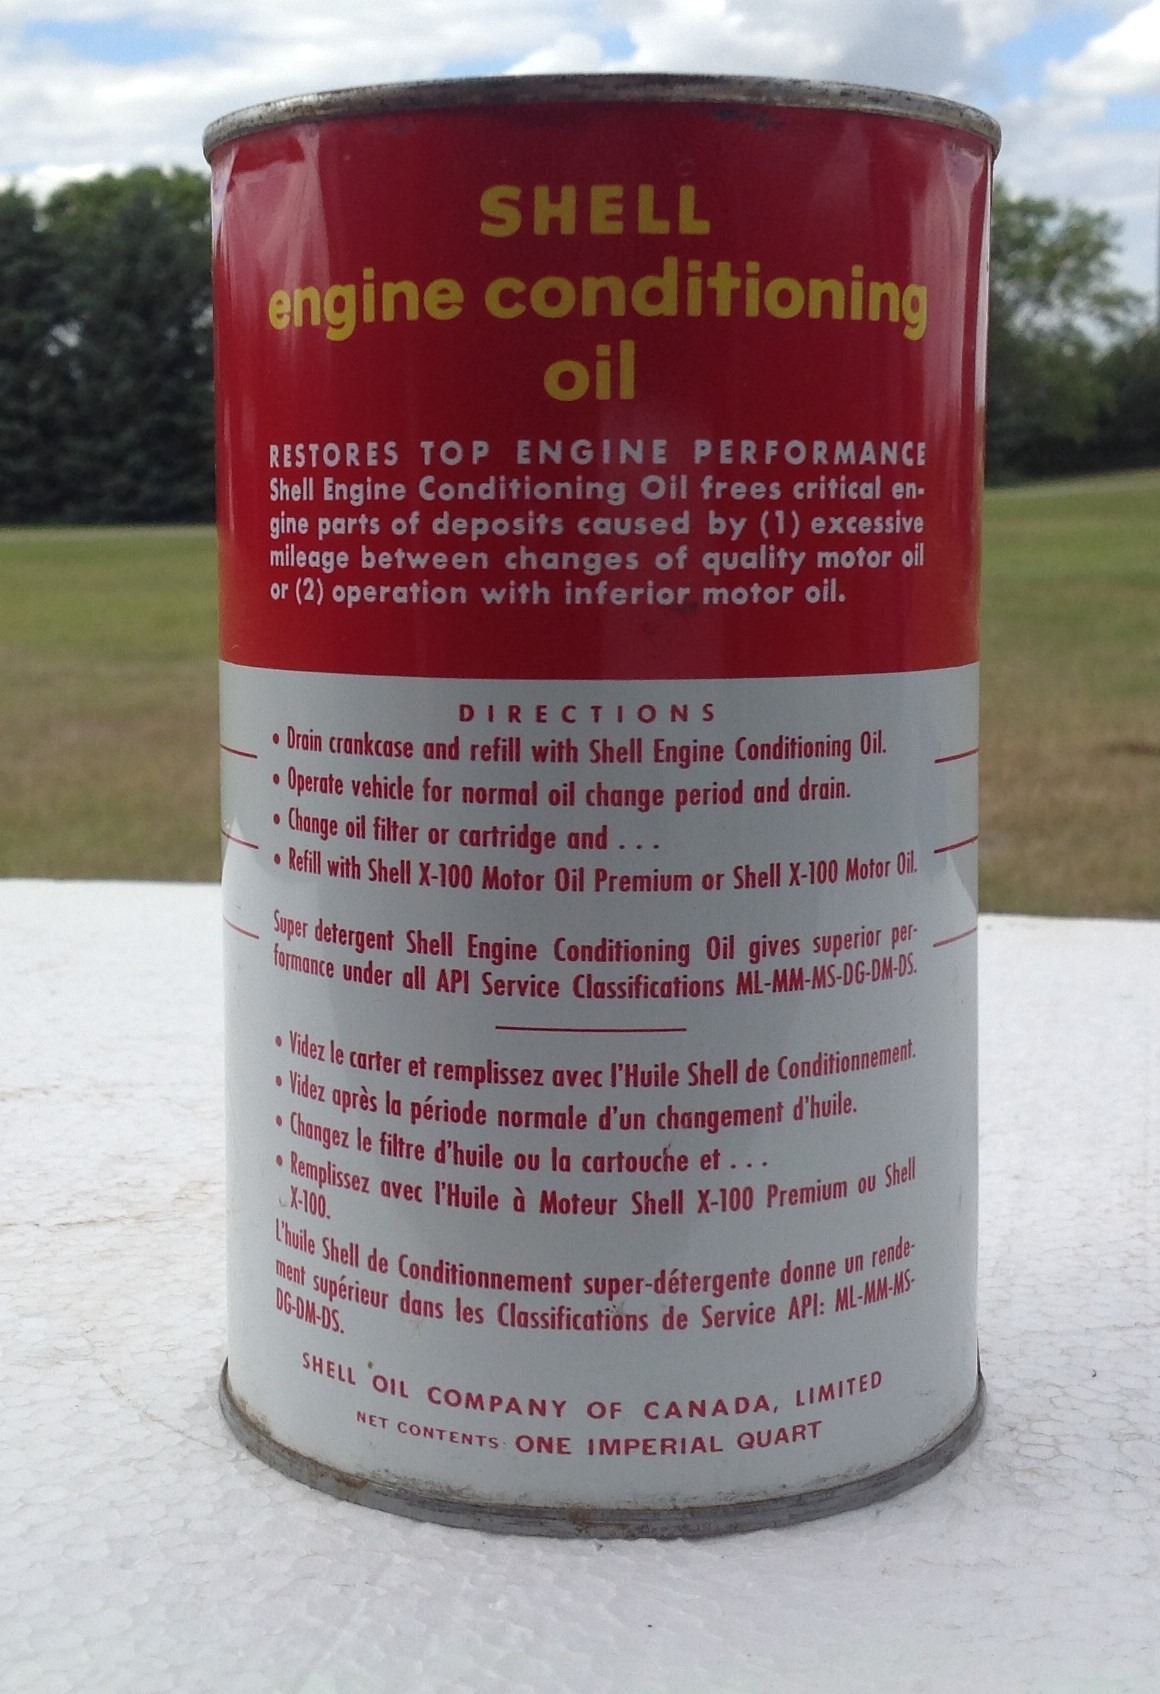 SHELL
engine conditioning
oil
RESTORES TOP ENGINE PERFORMANCE
Shell Engine Conditioning Oil frees critical en-
gine parts of deposits caused by (1) excessive
mileage between changes of quality motor oil
or (2) operation with inferior motor oil.
DIRECTIONS
• Drain crankcase and refill with Shell Engine Conditioning Oil.
• Operate vehicle for normal oil change period and drain.
• Change oil filter or cartridge and . . .
• Refill with Shell X-100 Motor Oil Premium or Shell X-100 Motor Oil.
Super detergent Shell Engine Conditioning Oil gives superior per-
formance under all API Service Classifications ML-MM-MS-DG-DM-DS.
• Videz le carter et remplissez avec l'Huile Shell de Conditionnement.
• Videz après la période normale d'un changement d'huile.
• Changez le filtre d'huile ou la cartouche et . . .
• Remplissez avec l'Huile à Moteur Shell X-100 Premium ou Shell
X-100.
L'huile Shell de Conditionnement super-détergente donne un rende-
ment supérieur dans les Classifications de Service API: ML-MM-MS-
DG-DM-DS.
SHELL OIL COMPANY OF CANADA, LIMITED
NET CONTENTS: ONE IMPERIAL QUART